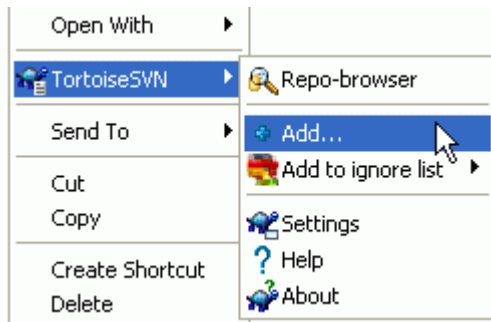 Open With
TortoiseSVN
Send To
Cut
Copy
Create Shortcut
Delete
Repo-browser
Add...
Add to ignore list
Settings
Help
About